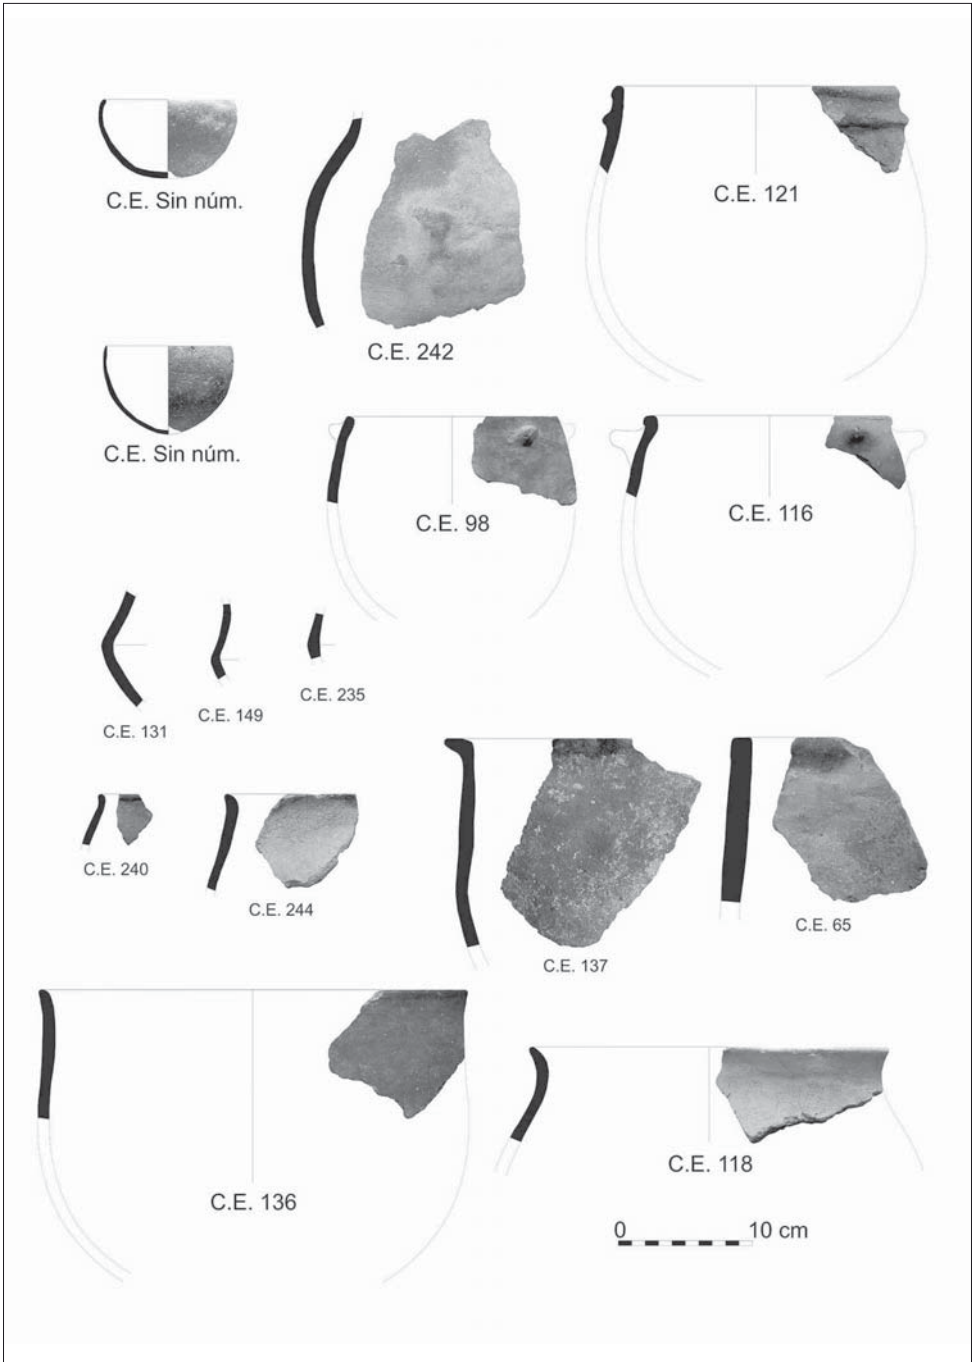 C.E. Sin núm.
C.E. 242
C.E. 121
C.E. Sin núm.
C.E. 98
C.E. 116
C.E. 131
C.E. 149
C.E. 235
C.E. 240
C.E. 244
C.E. 137
C.E. 65
C.E. 136
C.E. 118
0 10 cm